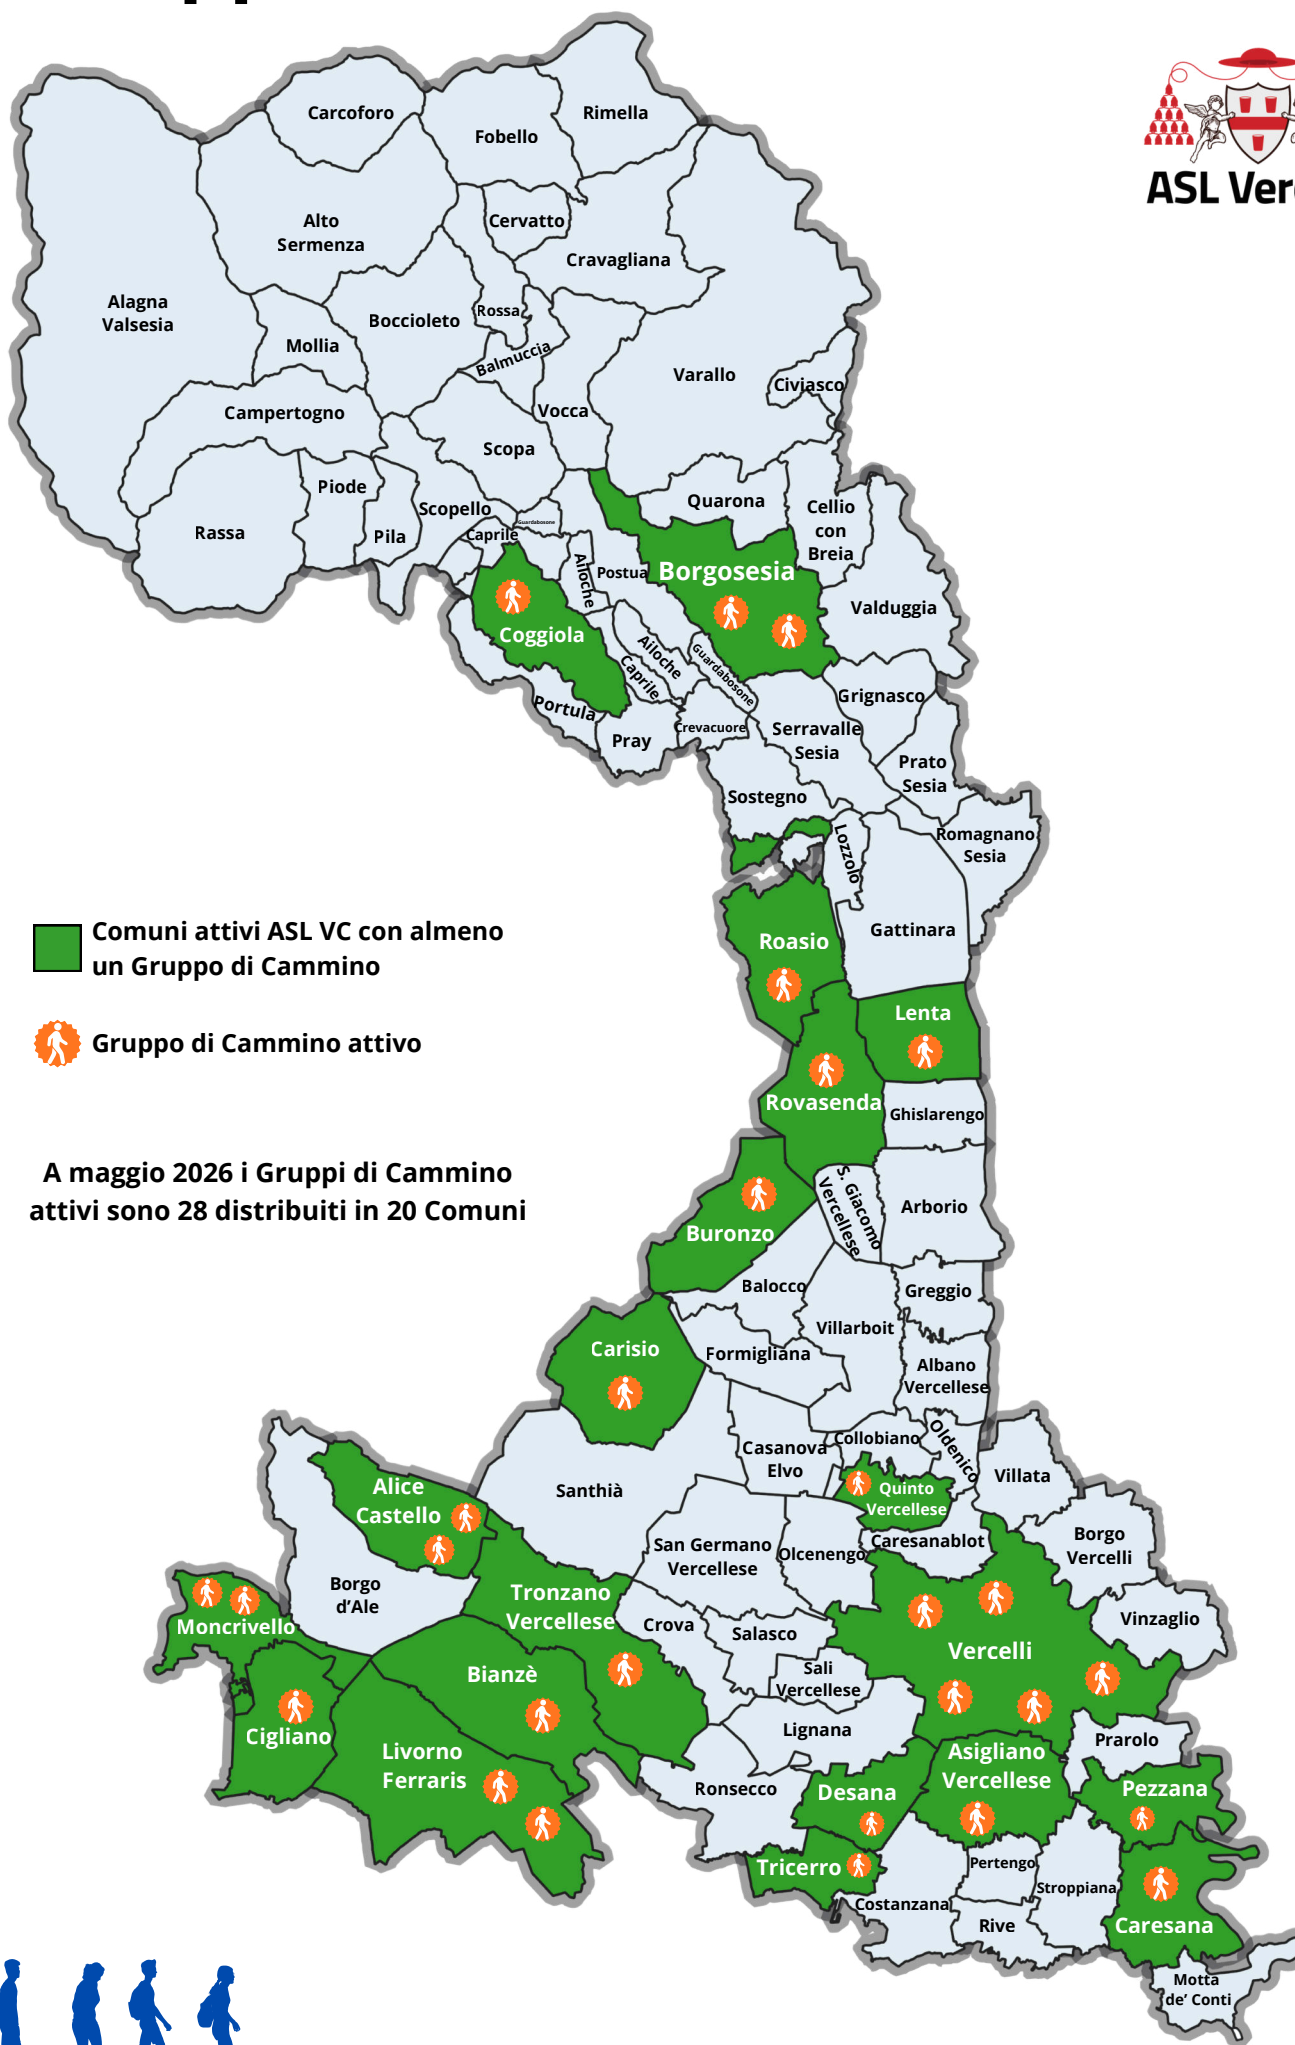 Carcoforo
Rimella
Fobello
ASL Ver
Alto
Sermenza
Cervatto
Cravagliana
Alagna
Valsesia
Rossa
Boccioleto
Mollia
Balmuccia
Varallo
Civiasco
Campertogno
Vocca
Scopa
Piode
Quarona
Cellio
con
Breia
Scopello
Guardabosone
Rassa
Pila
Caprile
Ailoche
Postua
Borgosesia
Valduggia
Coggiola
Ailoche
Caprile
Guardabosone
Grignasco
Portula
Pray
Crevacuore
Serravalle
Sesia
Prato
Sesia
Sostegno
Lozzolo
Romagnano
Sesia
Comuni attivi ASL VC con almeno
un Gruppo di Cammino
Gattinara
Roasio
Lenta
Gruppo di Cammino attivo
Rovasenda
Ghislarengo
A maggio 2026 i Gruppi di Cammino
attivi sono 28 distribuiti in 20 Comuni
S. Giacomo
Vercellese
Arborio
Buronzo
Balocco
Greggio
Villarboit
Carisio
Formigliana
Albano
Vercellese
Collobiano
Oldenico
Casanova
Elvo
Villata
Alice
Castello
Santhià
Quinto
Vercellese
San Germano
Vercellese
Olcenengo
Caresanablot
Borgo
Vercelli
Borgo
d’Ale
Tronzano
Vercellese
Moncrivello
Crova
Salasco
Vinzaglio
Vercelli
Bianzè
Sali
Vercellese
Cigliano
Lignana
Prarolo
Livorno
Ferraris
Asigliano
Vercellese
Ronsecco
Desana
Pezzana
Tricerro
Pertengo
Stroppiana
Costanzana
Rive
Caresana
Motta
de’ Conti